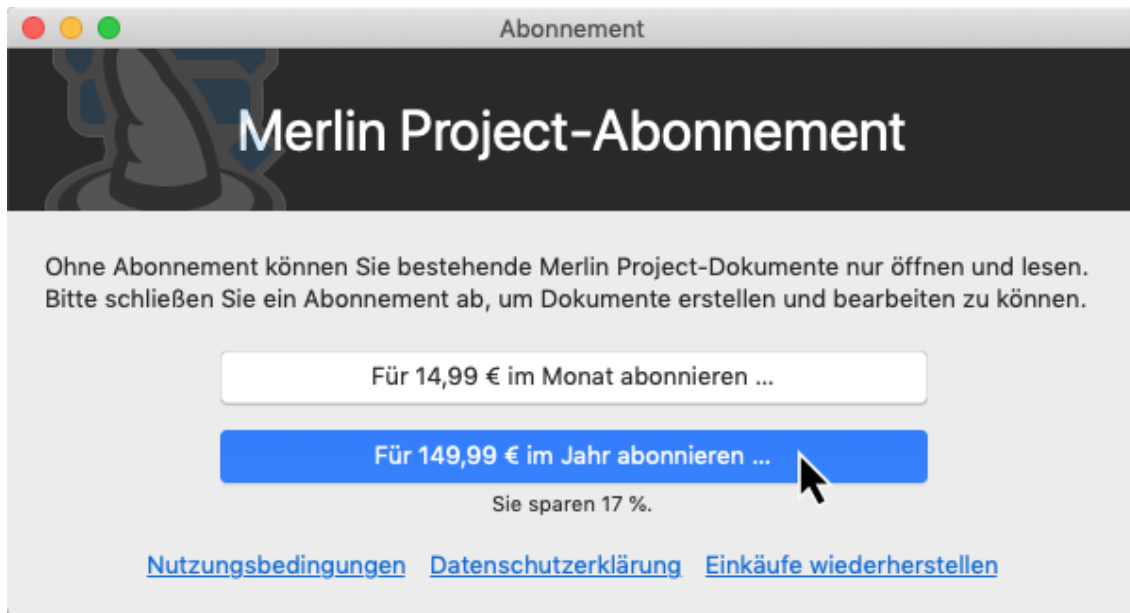 Abonnement
Merlin Project-Abonnement
Ohne Abonnement können Sie bestehende Merlin Project-Dokumente nur öffnen und lesen.
Bitte schließen Sie ein Abonnement ab, um Dokumente erstellen und bearbeiten zu können.
Für 14,99 € im Monat abonnieren ...
Für 149,99 € im Jahr abonnieren ...
Sie sparen 17 %.
Nutzungsbedingungen Datenschutzerklärung Einkäufe wiederherstellen